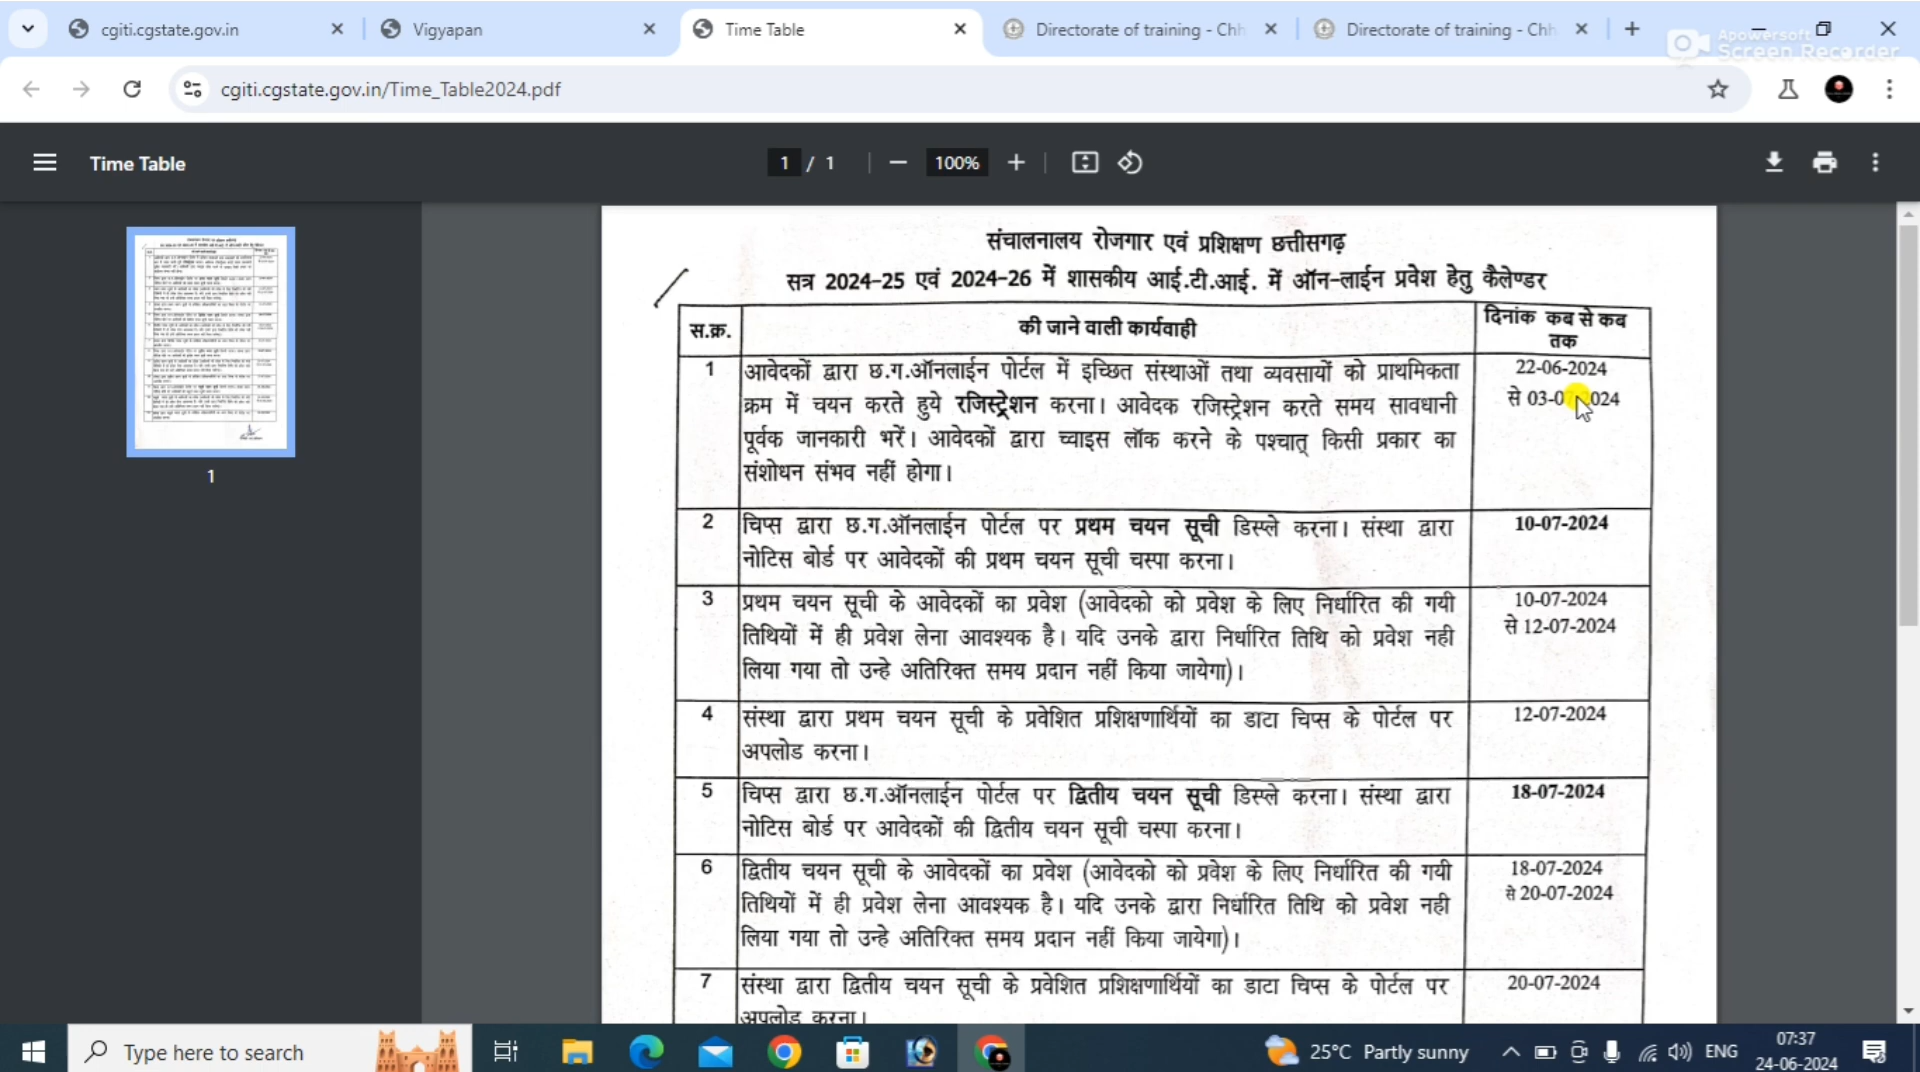 cgiti.cgstate.gov.in
Vigyapan
Time Table
Directorate of training - Chh
Directorate of training - Chh
Apowersoft
Screen Recorder
cgiti.cgstate.gov.in/Time_Table2024.pdf
Time Table
1 / 1
100%
1
संचालनालय रोजगार एवं प्रशिक्षण छत्तीसगढ़
सत्र 2024-25 एवं 2024-26 में शासकीय आई.टी.आई. में ऑन-लाईन प्रवेश हेतु कैलेण्डर
स.क्र.
की जाने वाली कार्यवाही
दिनांक कब से कब
तक
1
आवेदकों द्वारा छ.ग.ऑनलाईन पोर्टल में इच्छित संस्थाओं तथा व्यवसायों को प्राथमिकता
क्रम में चयन करते हुये रजिस्ट्रेशन करना। आवेदक रजिस्ट्रेशन करते समय सावधानी
पूर्वक जानकारी भरें। आवेदकों द्वारा च्वाइस लॉक करने के पश्चात् किसी प्रकार का
संशोधन संभव नहीं होगा।
22-06-2024
से 03-07-2024
2
चिप्स द्वारा छ.ग.ऑनलाईन पोर्टल पर प्रथम चयन सूची डिस्प्ले करना। संस्था द्वारा
नोटिस बोर्ड पर आवेदकों की प्रथम चयन सूची चस्पा करना।
10-07-2024
3
प्रथम चयन सूची के आवेदकों का प्रवेश (आवेदको को प्रवेश के लिए निर्धारित की गयी
तिथियों में ही प्रवेश लेना आवश्यक है। यदि उनके द्वारा निर्धारित तिथि को प्रवेश नही
लिया गया तो उन्हे अतिरिक्त समय प्रदान नहीं किया जायेगा)।
10-07-2024
से 12-07-2024
4
संस्था द्वारा प्रथम चयन सूची के प्रवेशित प्रशिक्षणार्थियों का डाटा चिप्स के पोर्टल पर
अपलोड करना।
12-07-2024
5
चिप्स द्वारा छ.ग.ऑनलाईन पोर्टल पर द्वितीय चयन सूची डिस्प्ले करना। संस्था द्वारा
नोटिस बोर्ड पर आवेदकों की द्वितीय चयन सूची चस्पा करना।
18-07-2024
6
द्वितीय चयन सूची के आवेदकों का प्रवेश (आवेदको को प्रवेश के लिए निर्धारित की गयी
तिथियों में ही प्रवेश लेना आवश्यक है। यदि उनके द्वारा निर्धारित तिथि को प्रवेश नही
लिया गया तो उन्हे अतिरिक्त समय प्रदान नहीं किया जायेगा)।
18-07-2024
से 20-07-2024
7
संस्था द्वारा द्वितीय चयन सूची के प्रवेशित प्रशिक्षणार्थियों का डाटा चिप्स के पोर्टल पर
अपलोड करना।
20-07-2024
Type here to search
25°C Partly sunny
ENG
07:37
24-06-2024